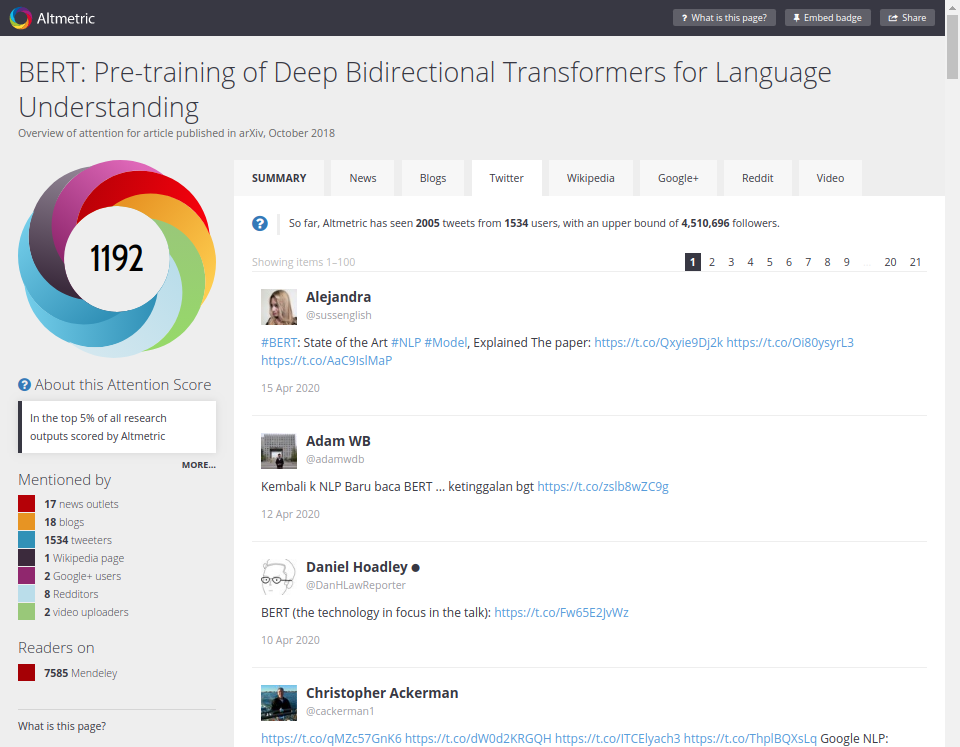 Altmetric
? What is this page?
Embed badge
Share
BERT: Pre-training of Deep Bidirectional Transformers for Language
Understanding
Overview of attention for article published in arXiv, October 2018
1192
? About this Attention Score
In the top 5% of all research
outputs scored by Altmetric
MORE...
Mentioned by
17 news outlets
18 blogs
1534 tweeters
1 Wikipedia page
2 Google+ users
8 Redditors
2 video uploaders
Readers on
7585 Mendeley
What is this page?
SUMMARY News Blogs Twitter Wikipedia Google+ Reddit Video
? So far, Altmetric has seen 2005 tweets from 1534 users, with an upper bound of 4,510,696 followers.
Showing items 1–100 1 2 3 4 5 6 7 8 9 … 20 21
Alejandra
@sussenglish
#BERT: State of the Art #NLP #Model, Explained The paper: https://t.co/Qxyie9Dj2k https://t.co/Oi80ysyrL3
https://t.co/AaC9IslMaP
15 Apr 2020
Adam WB
@adamwdb
Kembali k NLP Baru baca BERT ... ketinggalan bgt https://t.co/zslb8wZC9g
12 Apr 2020
Daniel Hoadley ●
@DanHLawReporter
BERT (the technology in focus in the talk): https://t.co/Fw65E2JvWz
10 Apr 2020
Christopher Ackerman
@cackerman1
https://t.co/qMZc57GnK6 https://t.co/dW0d2KRGQH https://t.co/ITCElyach3 https://t.co/ThplBQXsLq Google NLP: